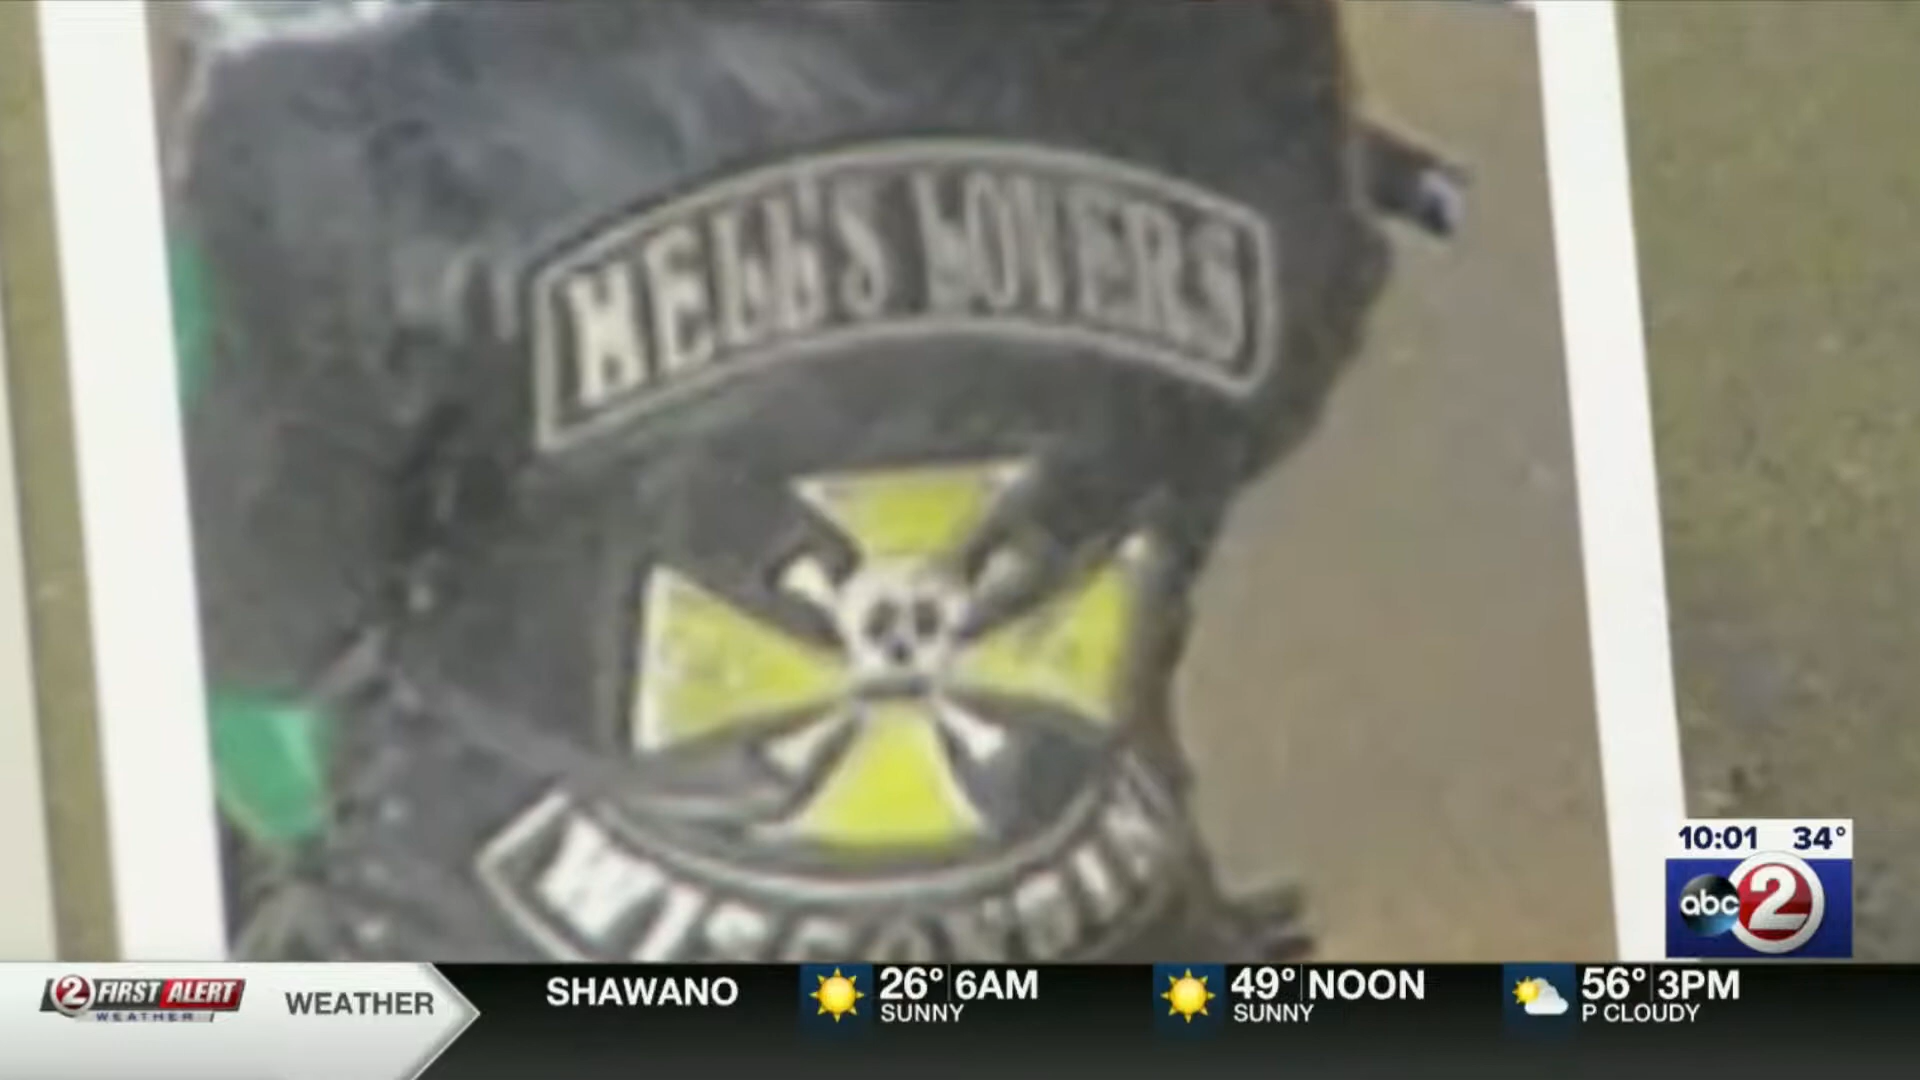 HELL'S LOVERS
WISCONSIN
10:01 34°
abc 2
2 FIRST ALERT
WEATHER
WEATHER
SHAWANO
26° 6AM
SUNNY
49° NOON
SUNNY
56° 3PM
P CLOUDY